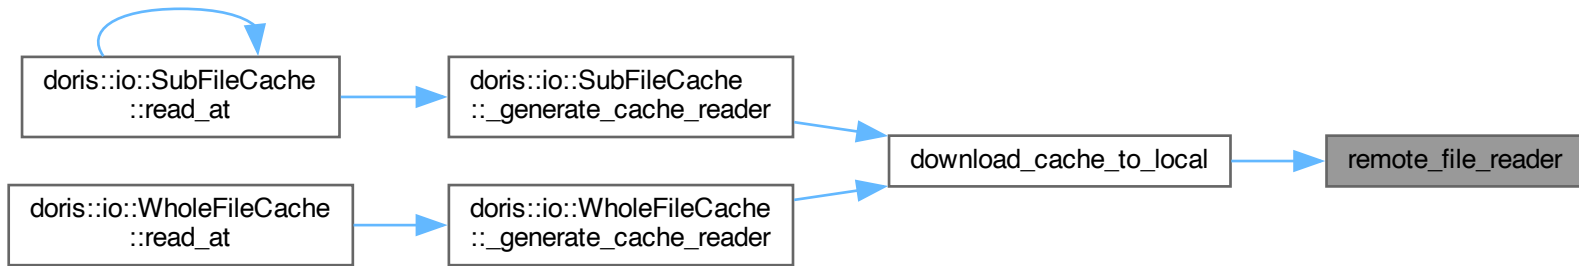 doris::io::SubFileCache
::read_at
doris::io::SubFileCache
::_generate_cache_reader
download_cache_to_local
remote_file_reader
doris::io::WholeFileCache
::read_at
doris::io::WholeFileCache
::_generate_cache_reader